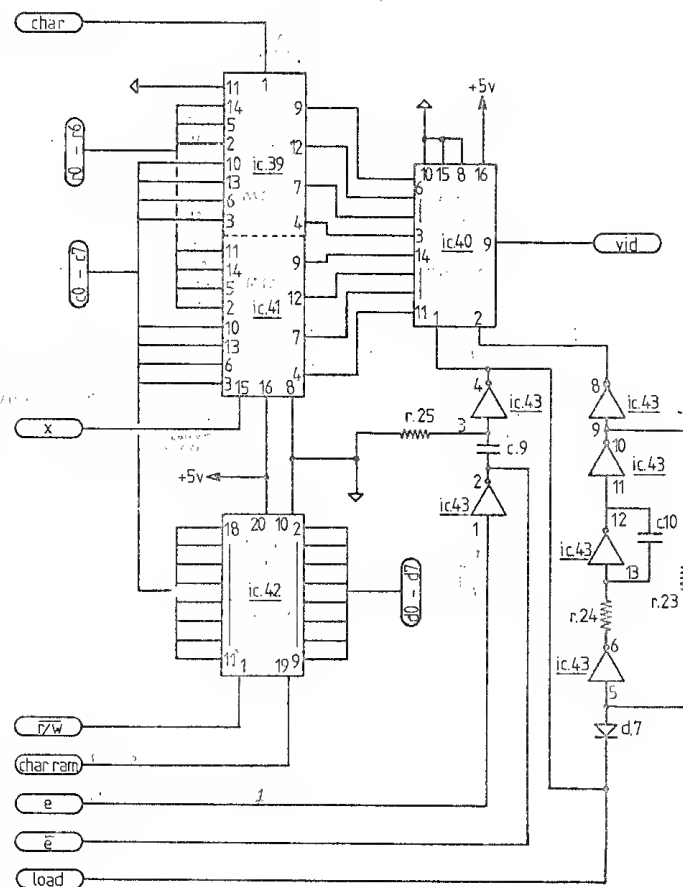 char
1
11
14
5
2
10
13
6
3
ic.39
9
12
7
4
r0 - r6
+5v
10 15 8 16
6
3
14
11
ic.40
9
vid
1 2
c0 - c7
11
14
5
2
10
13
6
3
ic.41
9
12
7
4
15 16 8
x
+5v
r.25
4
ic.43
3
c.9
2
ic.43
1
8
ic.43
9
10
ic.43
11
12
c10
ic.43
13
r.24
r.23
6
ic.43
5
d.7
20 10
18 2
ic.42
11 9
1 19
d0 - d7
r/w
char ram
e
1
e
load